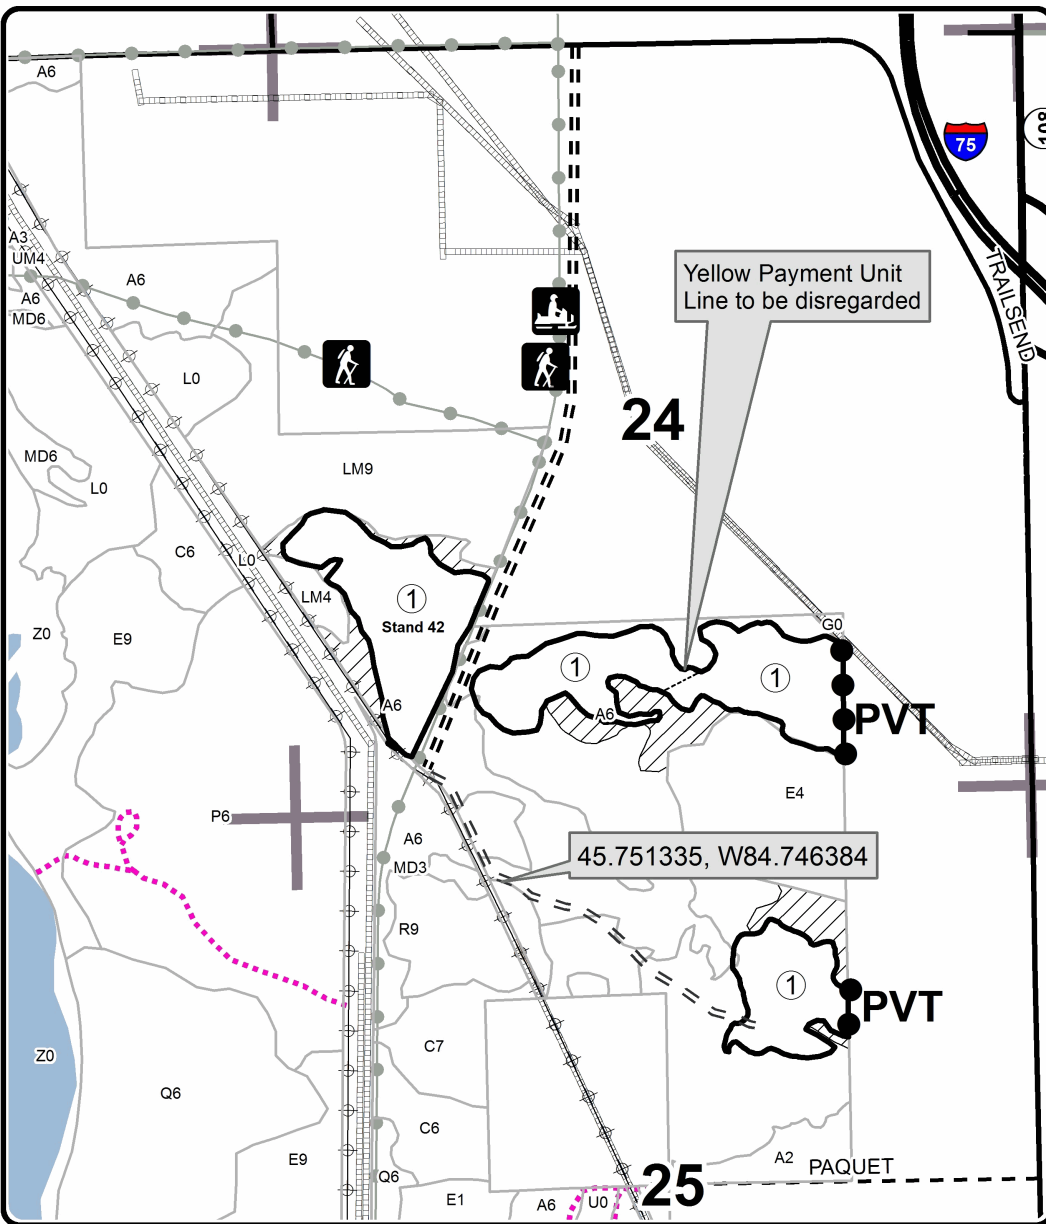 A6
75
108
A3
UM4
A6
A6
MD6
Yellow Payment Unit
Line to be disregarded
TRAILSEND
L0
24
MD6
LM9
L0
C6
L0
LM4
1
Stand 42
Z0
E9
G0
1
1
A6
A6
PVT
E4
P6
A6
45.751335, W84.746384
MD3
R9
1
PVT
C7
Z0
Q6
C6
E9
A2
PAQUET
Q6
25
E1
A6
U0